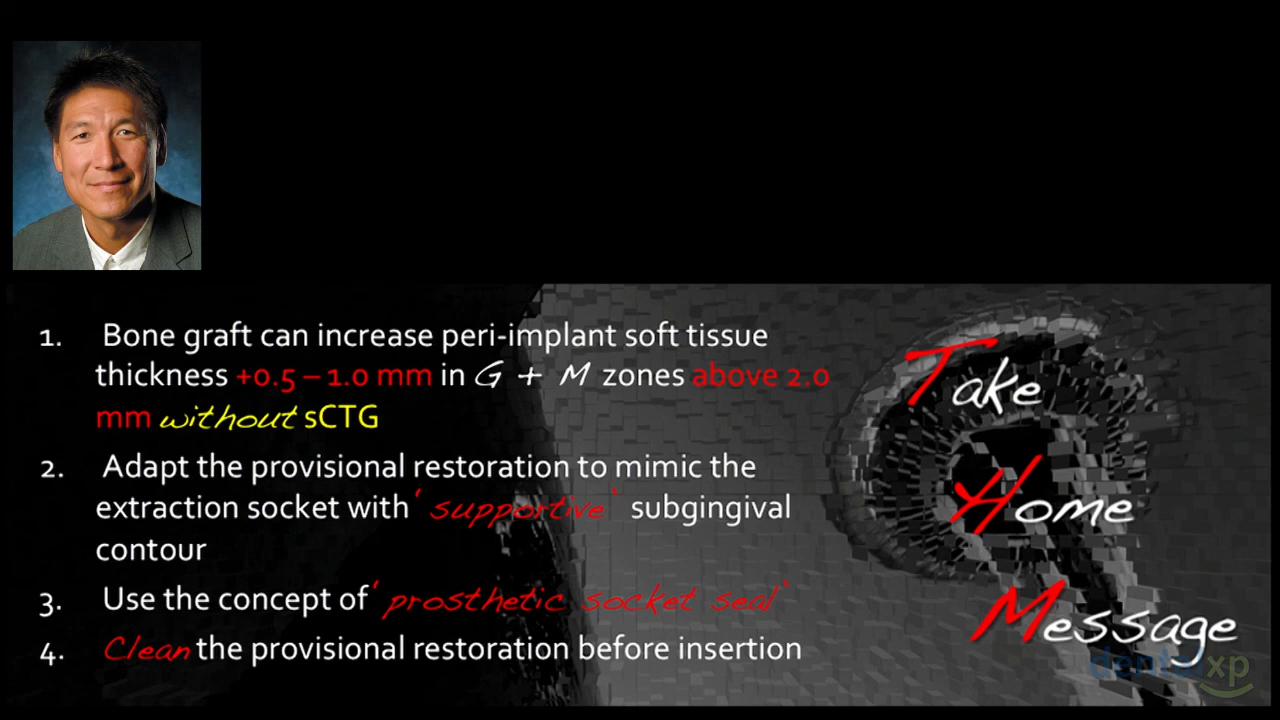 1. Bone graft can increase peri-implant soft tissue
thickness +0.5 – 1.0 mm in G + M zones above 2.0
mm without sCTG
2. Adapt the provisional restoration to mimic the
extraction socket with ‘supportive’ subgingival
contour
3. Use the concept of ‘prosthetic socket seal’
4. Clean the provisional restoration before insertion
Take
Home
Message
dentalxp